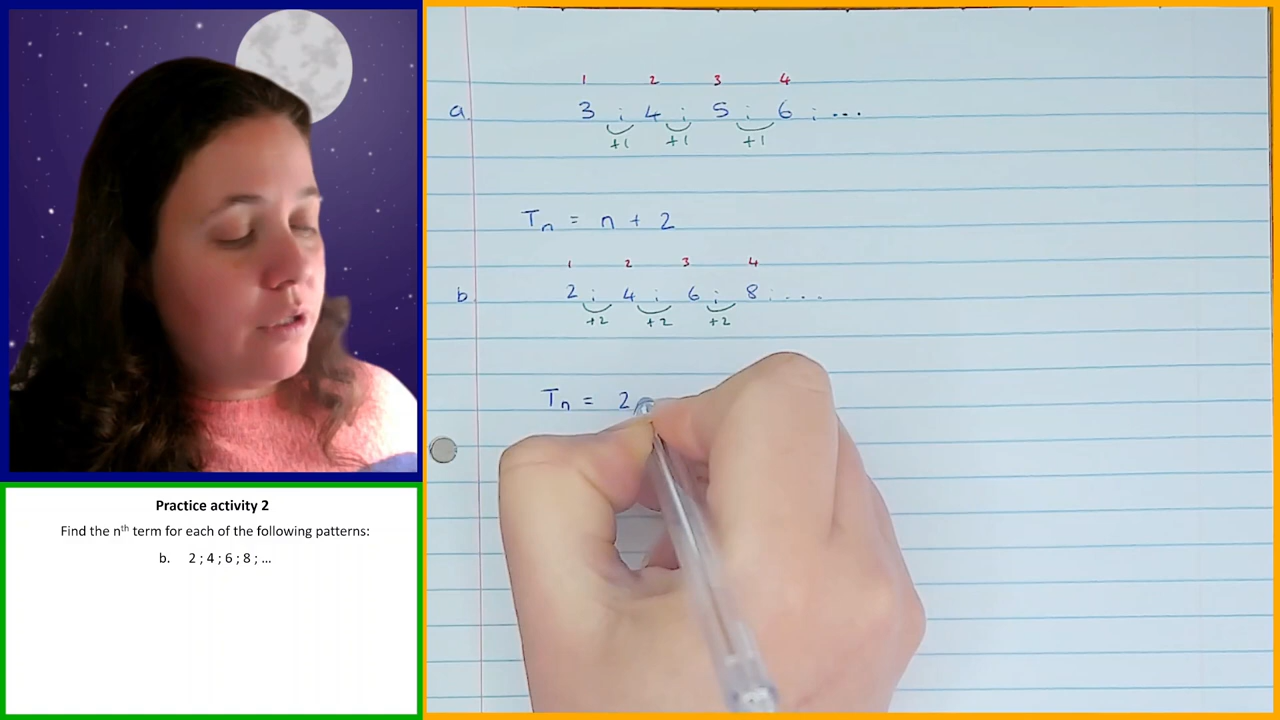 1 2 3 4
a. 3 ; 4 ; 5 ; 6 ; ...
+1 +1 +1
Tn = n + 2
1 2 3 4
b. 2 ; 4 ; 6 ; 8 ; ...
+2 +2 +2
Tn = 2
Practice activity 2
Find the nth term for each of the following patterns:
b. 2 ; 4 ; 6 ; 8 ; ...